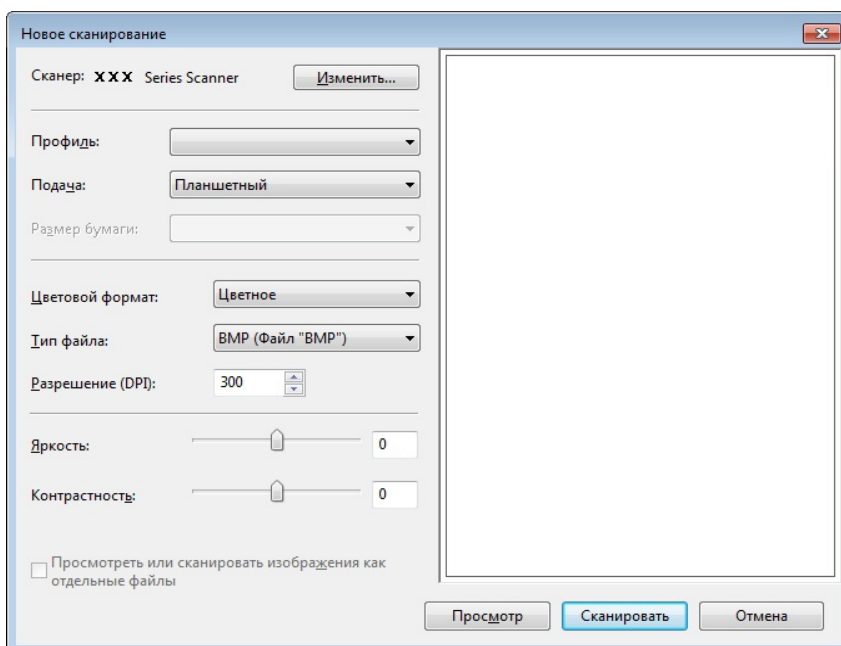 Новое сканирование
Сканер: XXX Series Scanner Изменить...
Профиль:
Подача: Планшетный
Размер бумаги:
Цветовой формат: Цветное
Тип файла: BMP (Файл "BMP")
Разрешение (DPI): 300
Яркость: 0
Контрастность: 0
Просмотреть или сканировать изображения как
отдельные файлы
Просмотр Сканировать Отмена